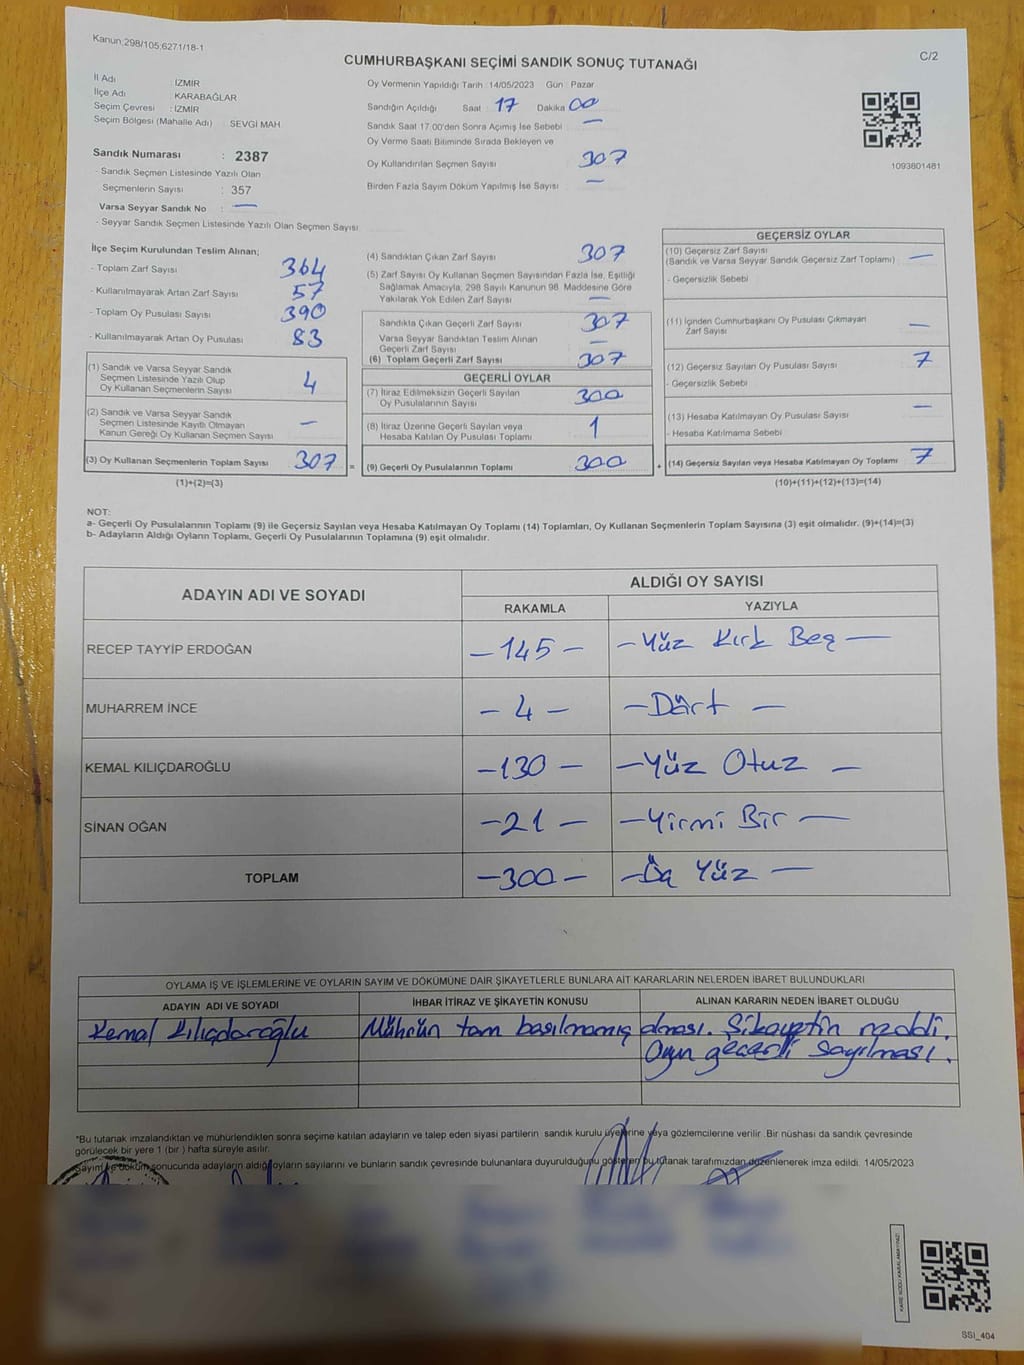 Kanun:298/105;6271/18-1
C/2
CUMHURBAŞKANI SEÇİMİ SANDIK SONUÇ TUTANAĞI
İl Adı : İZMİR
İlçe Adı : KARABAĞLAR
Seçim Çevresi : İZMİR
Seçim Bölgesi (Mahalle Adı) : SEVGİ MAH
Sandık Numarası : 2387
- Sandık Seçmen Listesinde Yazılı Olan
Seçmenlerin Sayısı : 357
Varsa Seyyar Sandık No : —
- Seyyar Sandık Seçmen Listesinde Yazılı Olan Seçmen Sayısı
Oy Vermenin Yapıldığı Tarih :14/05/2023 Gün : Pazar
Sandığın Açıldığı Saat : 17 Dakika 00
Sandık Saat 17.00'den Sonra Açımış İse Sebebi —
Oy Verme Saati Bitiminde Sırada Bekleyen ve
Oy Kullandırılan Seçmen Sayısı 307
Birden Fazla Sayım Döküm Yapılmış İse Sayısı —
1093801481
İlçe Seçim Kurulundan Teslim Alınan;
- Toplam Zarf Sayısı 364
- Kullanılmayarak Artan Zarf Sayısı 57
- Toplam Oy Pusulası Sayısı 390
- Kullanılmayarak Artan Oy Pusulası 83
(1) Sandık ve Varsa Seyyar Sandık
Seçmen Listesinde Yazılı Olup
Oy Kullanan Seçmenlerin Sayısı 4
(2) Sandık ve Varsa Seyyar Sandık
Seçmen Listesinde Kayıtlı Olmayan
Kanun Gereği Oy Kullanan Seçmen Sayısı —
(3) Oy Kullanan Seçmenlerin Toplam Sayısı 307 =
(1)+(2)=(3)
(4) Sandıktan Çıkan Zarf Sayısı 307
(5) Zarf Sayısı Oy Kullanan Seçmen Sayısından Fazla İse, Eşitliği
Sağlamak Amacıyla, 298 Sayılı Kanunun 98. Maddesine Göre
Yakılarak Yok Edilen Zarf Sayısı —
Sandıkta Çıkan Geçerli Zarf Sayısı 307
Varsa Seyyar Sandıktan Teslim Alınan
Geçerli Zarf Sayısı —
(6) Toplam Geçerli Zarf Sayısı 307
GEÇERLİ OYLAR
(7) İtiraz Edilmeksizin Geçerli Sayılan
Oy Pusulalarının Sayısı 300
(8) İtiraz Üzerine Geçerli Sayılan veya
Hesaba Katılan Oy Pusulası Toplamı 1
(9) Geçerli Oy Pusulalarının Toplamı 300 +
GEÇERSİZ OYLAR
(10) Geçersiz Zarf Sayısı
(Sandık ve Varsa Seyyar Sandık Geçersiz Zarf Toplamı) —
- Geçersizlik Sebebi
(11) İçinden Cumhurbaşkanı Oy Pusulası Çıkmayan
Zarf Sayısı —
(12) Geçersiz Sayılan Oy Pusulası Sayısı 7
- Geçersizlik Sebebi
(13) Hesaba Katılmayan Oy Pusulası Sayısı —
- Hesaba Katılmama Sebebi
(14) Geçersiz Sayılan veya Hesaba Katılmayan Oy Toplamı 7
(10)+(11)+(12)+(13)=(14)
NOT:
a- Geçerli Oy Pusulalarının Toplamı (9) ile Geçersiz Sayılan veya Hesaba Katılmayan Oy Toplamı (14) Toplamları, Oy Kullanan Seçmenlerin Toplam Sayısına (3) eşit olmalıdır. (9)+(14)=(3)
b- Adayların Aldığı Oyların Toplamı, Geçerli Oy Pusulalarının Toplamına (9) eşit olmalıdır.
ADAYIN ADI VE SOYADI
ALDIĞI OY SAYISI
RAKAMLA YAZIYLA
RECEP TAYYİP ERDOĞAN —145— —Yüz Kırk Beş—
MUHARREM İNCE —4— —Dört—
KEMAL KILIÇDAROĞLU —130— —Yüz Otuz—
SİNAN OĞAN —21— —Yirmi Bir—
TOPLAM —300— —Üç Yüz—
OYLAMA İŞ VE İŞLEMLERİNE VE OYLARIN SAYIM VE DÖKÜMÜNE DAİR ŞİKAYETLERLE BUNLARA AİT KARARLARIN NELERDEN İBARET BULUNDUKLARI
ADAYIN ADI VE SOYADI İHBAR İTİRAZ VE ŞİKAYETİN KONUSU ALINAN KARARIN NEDEN İBARET OLDUĞU
Kemal Kılıçdaroğlu Mührün tam basılmamış olması. Şikayetin reddi.
Oyun geçerli sayılması.
*Bu tutanak imzalandıktan ve mühürlendikten sonra seçime katılan adayların ve talep eden siyasi partilerin sandık kurulu üyelerine veya gözlemcilerine verilir .Bir nüshası da sandık çevresinde
görülecek bir yere 1 (bir ) hafta süreyle asılır.
Sayım ve döküm sonucunda adayların aldığı oyların sayılarını ve bunların sandık çevresinde bulunanlara duyurulduğunu gösteren bu tutanak tarafımızdan düzenlenerek imza edildi. 14/05/2023
KARE KODU KARALAMAYINIZ!
SSI_404